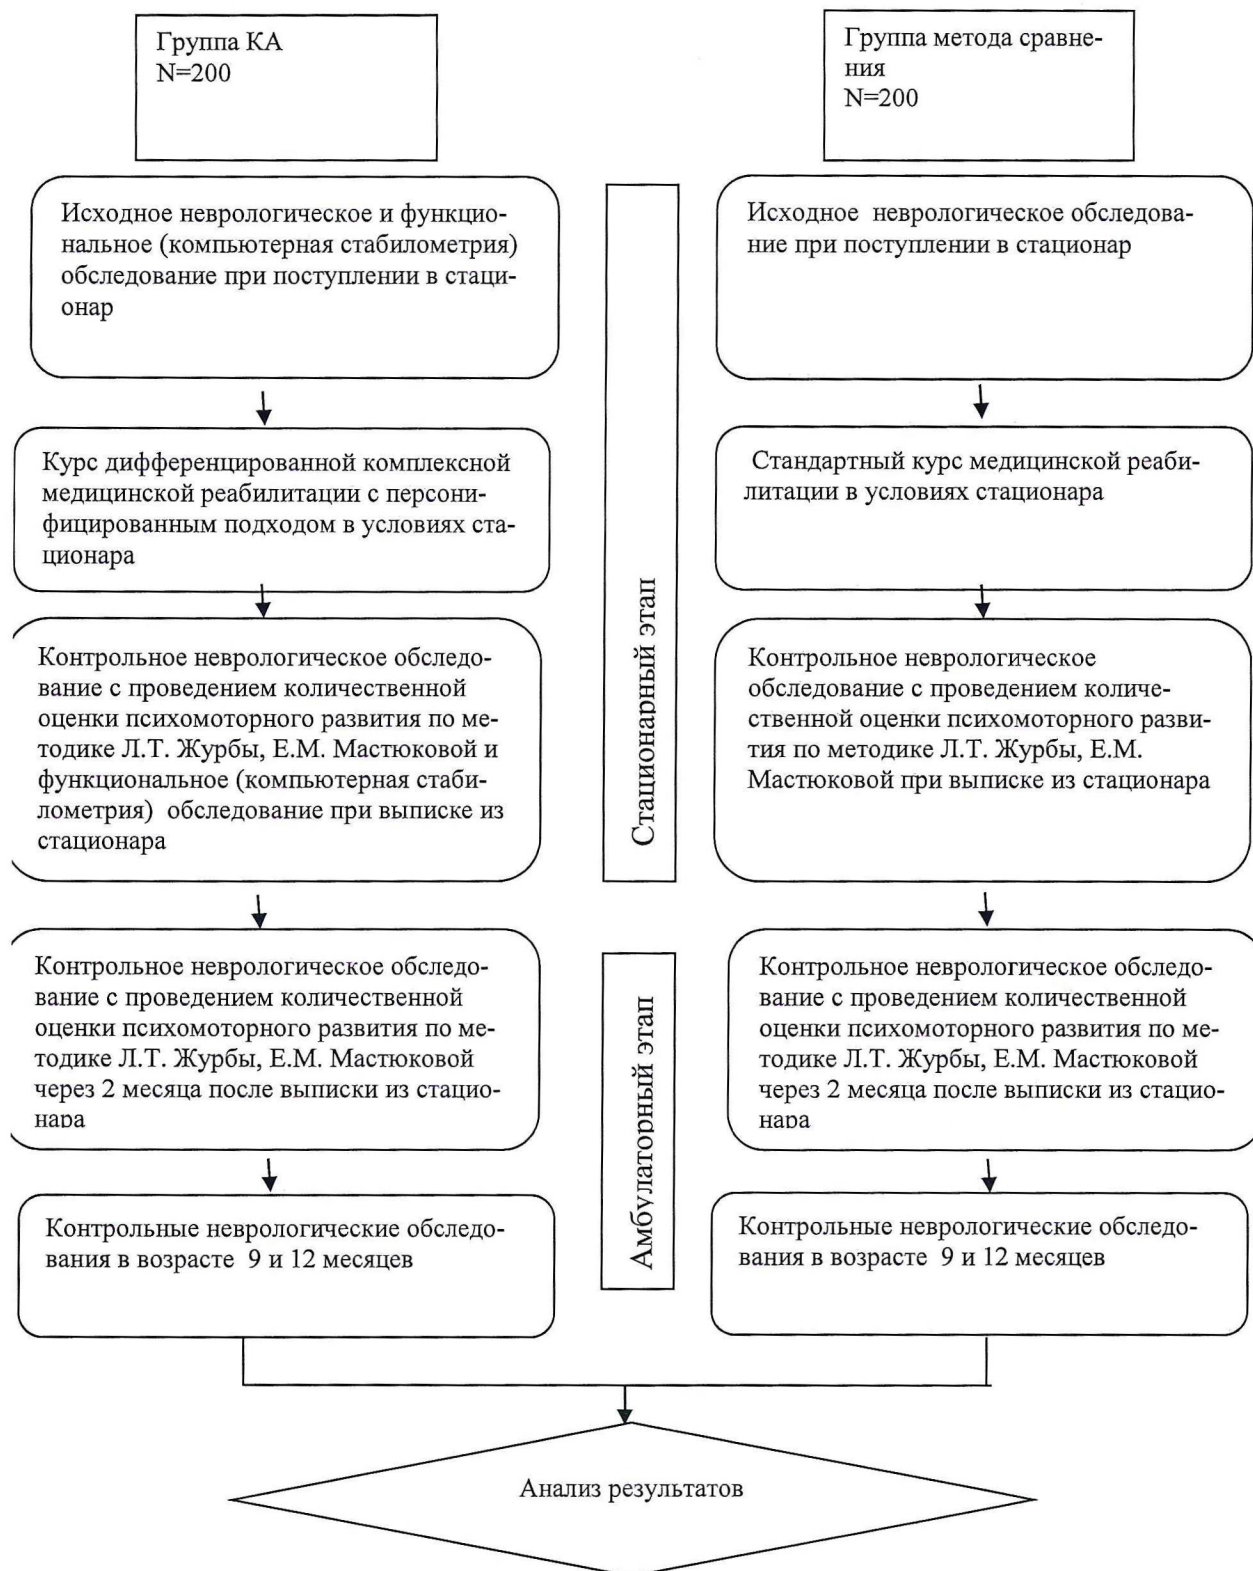 Группа КА
N=200
Группа метода сравне-
ния
N=200
Исходное неврологическое и функцио-
нальное (компьютерная стабилометрия)
обследование при поступлении в стаци-
онар
Исходное неврологическое обследова-
ние при поступлении в стационар
Курс дифференцированной комплексной
медицинской реабилитации с персони-
фицированным подходом в условиях ста-
ционара
Стандартный курс медицинской реаби-
литации в условиях стационара
Стационарный этап
Контрольное неврологическое обследо-
вание с проведением количественной
оценки психомоторного развития по ме-
тодике Л.Т. Журбы, Е.М. Мастюковой и
функциональное (компьютерная стаби-
лометрия) обследование при выписке из
стационара
Контрольное неврологическое
обследование с проведением количе-
ственной оценки психомоторного разви-
тия по методике Л.Т. Журбы, Е.М.
Мастюковой при выписке из стационара
Контрольное неврологическое обследо-
вание с проведением количественной
оценки психомоторного развития по ме-
тодике Л.Т. Журбы, Е.М. Мастюковой
через 2 месяца после выписки из стацио-
нара
Контрольное неврологическое обследо-
вание с проведением количественной
оценки психомоторного развития по ме-
тодике Л.Т. Журбы, Е.М. Мастюковой
через 2 месяца после выписки из стацио-
нара
Амбулаторный этап
Контрольные неврологические обследо-
вания в возрасте 9 и 12 месяцев
Контрольные неврологические обследо-
вания в возрасте 9 и 12 месяцев
Анализ результатов